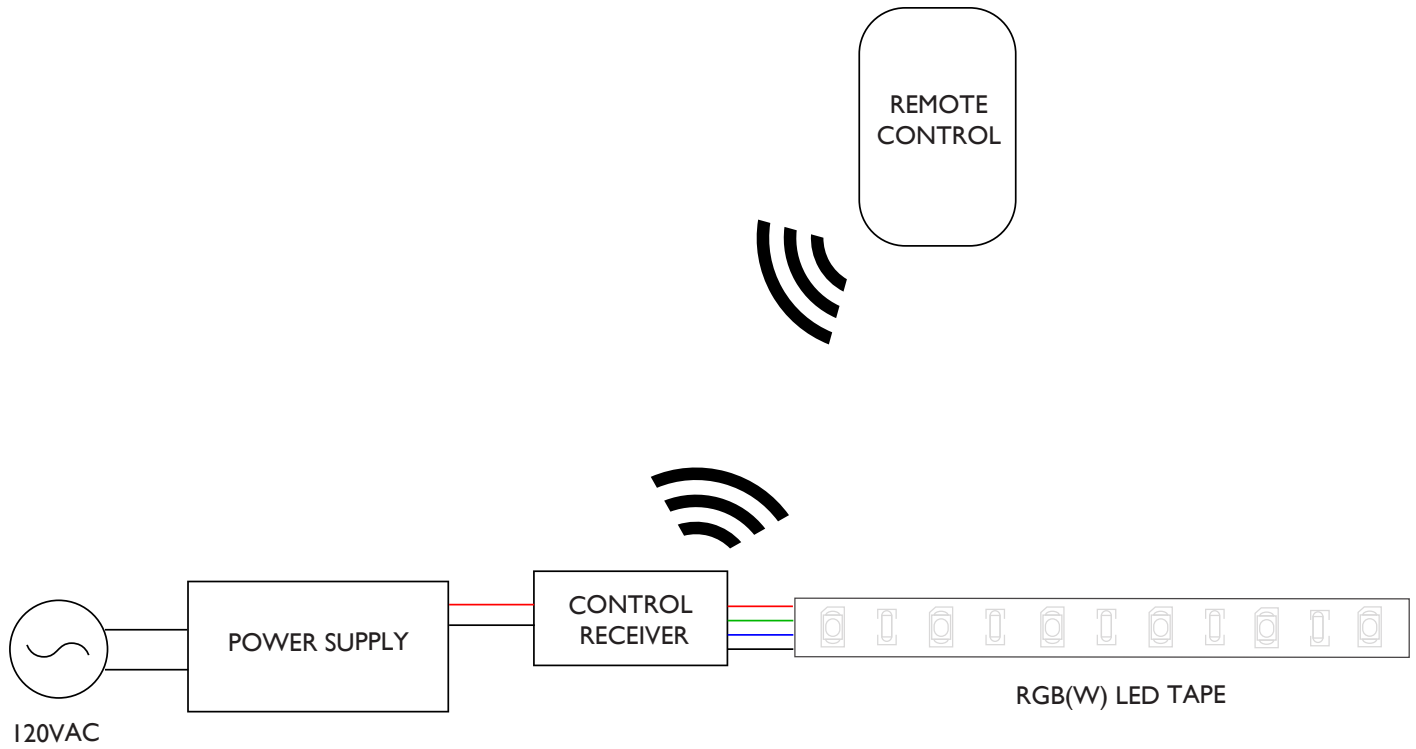 REMOTE
CONTROL
CONTROL
RECEIVER
POWER SUPPLY
RGB(W) LED TAPE
120VAC